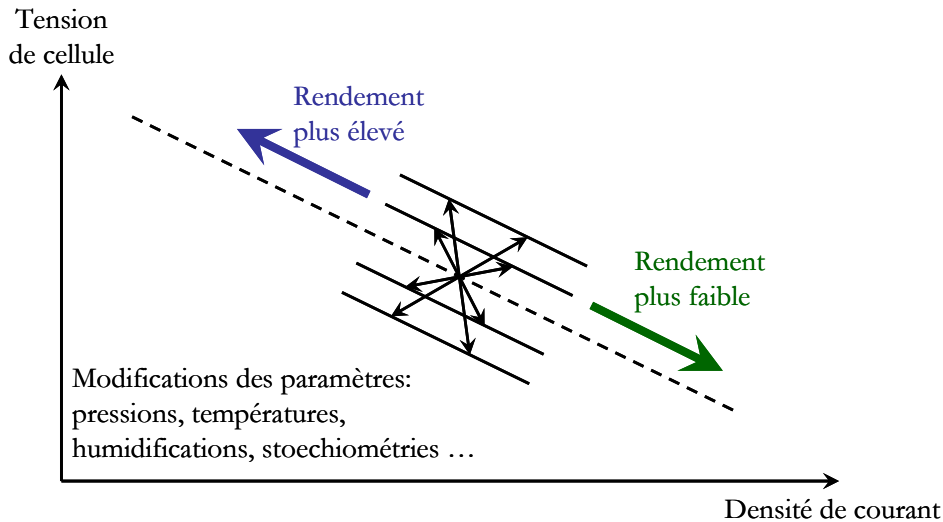 Tension
de cellule
Rendement
plus élevé
Rendement
plus faible
Modifications des paramètres:
pressions, températures,
humidifications, stoechiométries …
Densité de courant